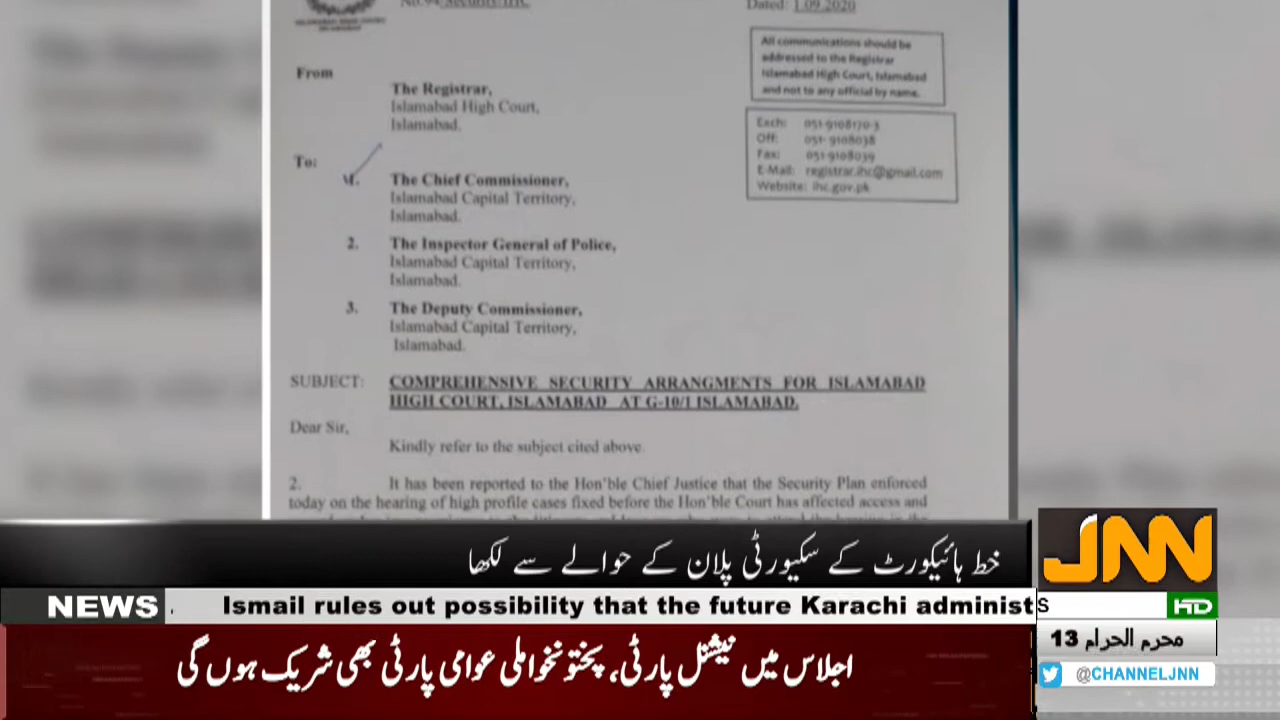 Dated: 1.09.2020
All communications should be
addressed to the Registrar
Islamabad High Court, Islamabad
and not to any official by name.
From
The Registrar,
Islamabad High Court,
Islamabad.
Exch: 051-9108170-3
Off: 051-9108038
Fax: 051-9108039
E-Mail: registrar.ihc@gmail.com
Website: ihc.gov.pk
To:
1. The Chief Commissioner,
Islamabad Capital Territory,
Islamabad.
2. The Inspector General of Police,
Islamabad Capital Territory,
Islamabad.
3. The Deputy Commissioner,
Islamabad Capital Territory,
Islamabad.
SUBJECT: COMPREHENSIVE SECURITY ARRANGMENTS FOR ISLAMABAD
HIGH COURT, ISLAMABAD AT G-10/1 ISLAMABAD.
Dear Sir,
Kindly refer to the subject cited above
2. It has been reported to the Hon'ble Chief Justice that the Security Plan enforced
today on the hearing of high profile cases fixed before the Hon'ble Court has affected access and
خط ہائیکورٹ کے سکیورٹی پلان کے حوالے سے لکھا
JNN
HD
NEWS
Ismail rules out possibility that the future Karachi administ
S
13 محرم الحرام
اجلاس میں نیشنل پارٹی، پختونخواملی عوامی پارٹی بھی شریک ہوں گی
@CHANNELJNN